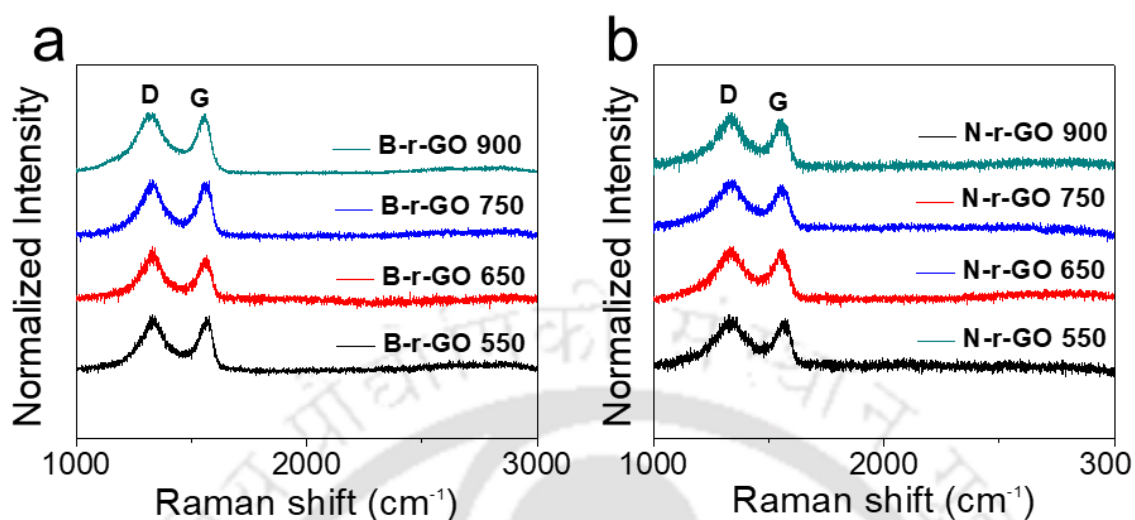 a
D
G
B-r-GO 900
B-r-GO 750
B-r-GO 650
B-r-GO 550
Normalized Intensity
1000
2000
3000
Raman shift (cm⁻¹)
b
D
G
N-r-GO 900
N-r-GO 750
N-r-GO 650
N-r-GO 550
Normalized Intensity
1000
2000
300
Raman shift (cm⁻¹)